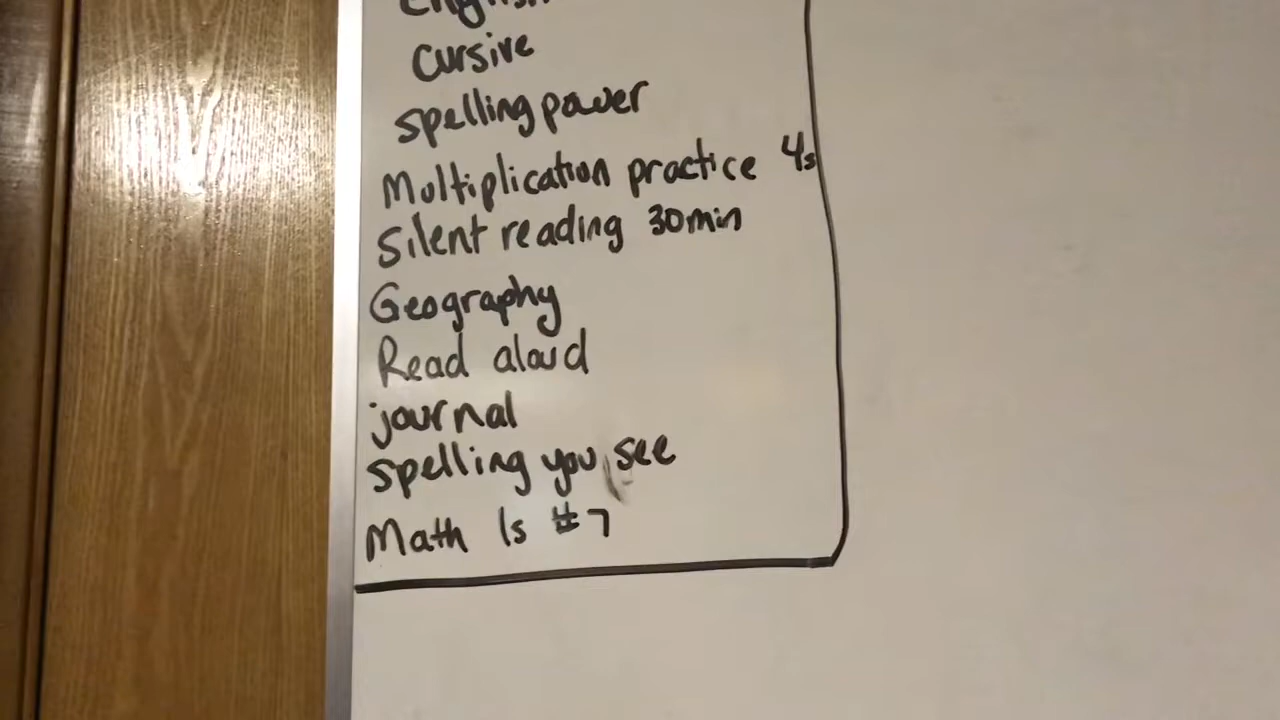 English
Cursive
Spelling power
Multiplication practice 4s
Silent reading 30min
Geography
Read aloud
journal
Spelling you see
Math ls #7